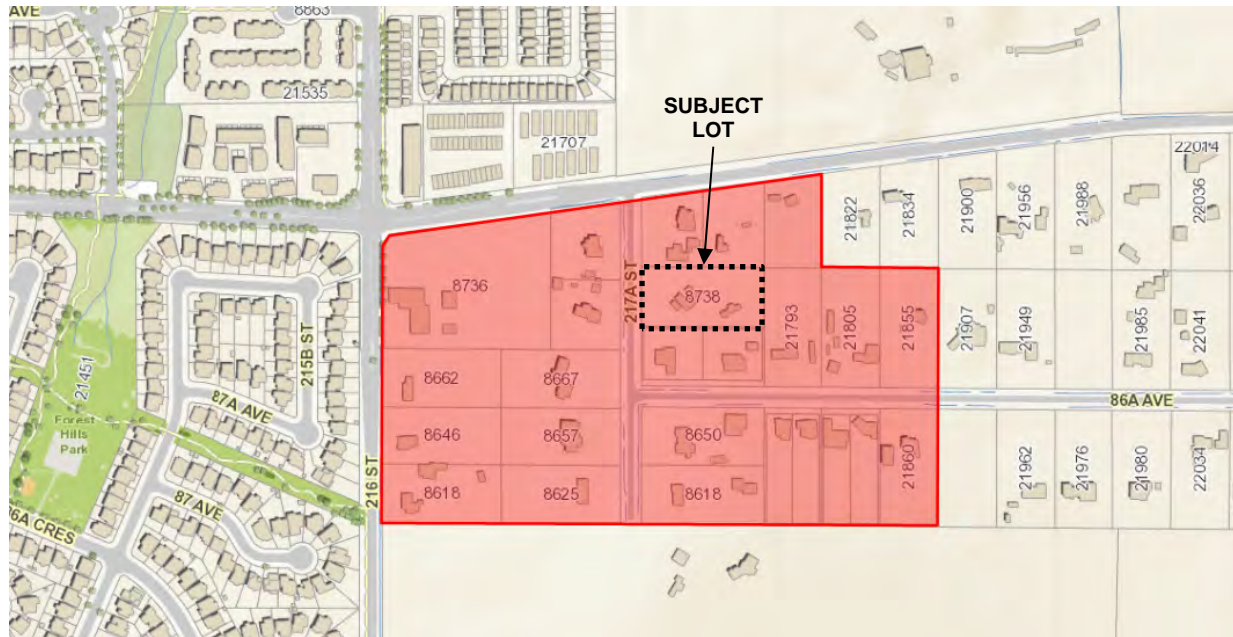 AVE
8863
21535
21707
SUBJECT
LOT
22014
22036
21822
21834
21900
21956
21988
8736
217A ST
8738
21793
21805
21855
21907
21949
21985
22041
21451
Forest
Hills
Park
215B ST
87A AVE
8662
8667
86A AVE
8646
8657
8650
21860
21962
21976
21980
22034
216 ST
8618
8625
8618
87 AVE
86A CRES